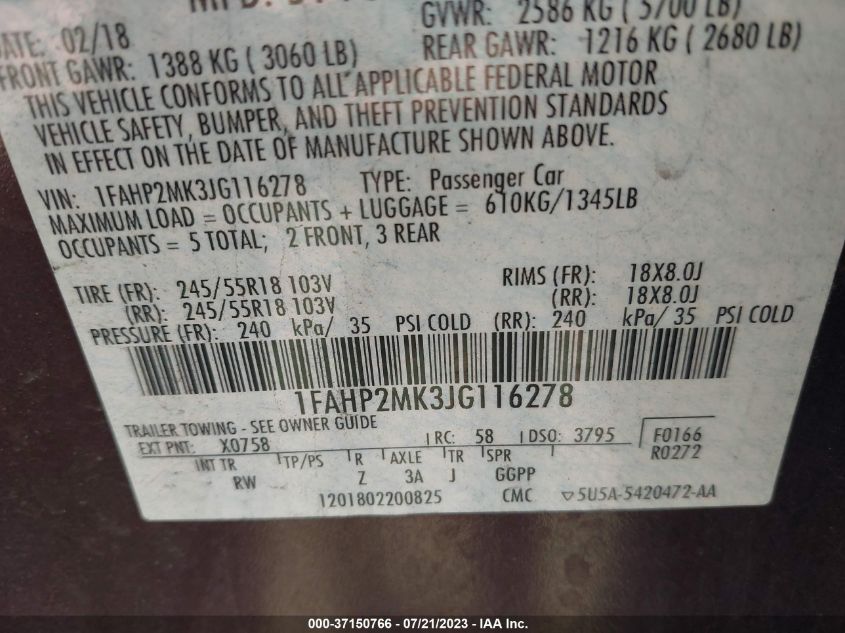 GVWR: 2586 KG ( 5700 LB)
DATE: 02/18
FRONT GAWR: 1388 KG ( 3060 LB) REAR GAWR: 1216 KG ( 2680 LB)
THIS VEHICLE CONFORMS TO ALL APPLICABLE FEDERAL MOTOR
VEHICLE SAFETY, BUMPER, AND THEFT PREVENTION STANDARDS
IN EFFECT ON THE DATE OF MANUFACTURE SHOWN ABOVE.
VIN: 1FAHP2MK3JG116278 TYPE: Passenger Car
MAXIMUM LOAD = OCCUPANTS + LUGGAGE = 610KG/1345LB
OCCUPANTS = 5 TOTAL; 2 FRONT, 3 REAR
TIRE (FR): 245/55R18 103V RIMS (FR): 18X8.0J
(RR): 245/55R18 103V (RR): 18X8.0J
PRESSURE (FR): 240 kPa/ 35 PSI COLD (RR): 240 kPa/ 35 PSI COLD
1FAHP2MK3JG116278
TRAILER TOWING - SEE OWNER GUIDE
EXT PNT: X0758 RC: 58 DSO: 3795 F0166
R0272
INT TR TP/PS R AXLE TR SPR
RW Z 3A J GGPP
1201802200825 CMC ▽5U5A-5420472-AA
000-37150766 - 07/21/2023 - IAA Inc.